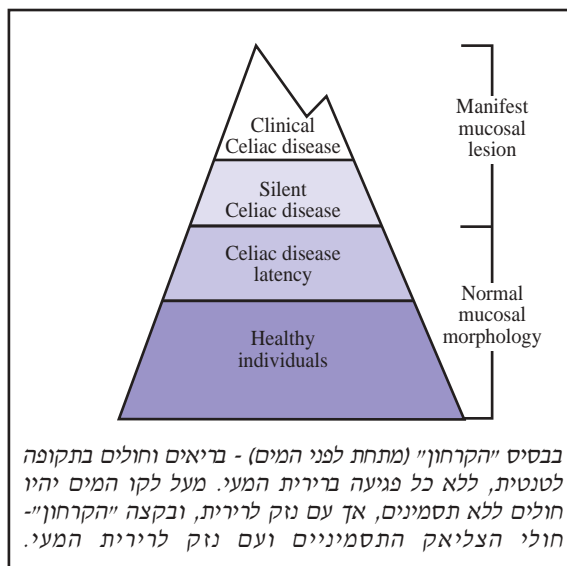 Clinical
Celiac disease
Silent
Celiac disease
Celiac disease
latency
Healthy
individuals
Manifest
mucosal
lesion
Normal
mucosal
morphology
בבסיס "הקרחון" (מתחת לפני המים) - בריאים וחולים בתקופה
לטנטית, ללא כל פגיעה ברירית המעי. מעל לקו המים יהיו
חולים ללא תסמינים, אך עם נזק לרירית, ובקצה "הקרחון"-
חולי הצליאק התסמיניים ועם נזק לרירית המעי.